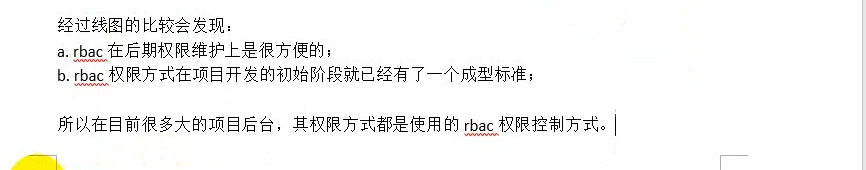 经过线图的比较会发现：
a. rbac 在后期权限维护上是很方便的；
b. rbac 权限方式在项目开发的初始阶段就已经有了一个成型标准；
所以在目前很多大的项目后台，其权限方式都是使用的 rbac 权限控制方式。